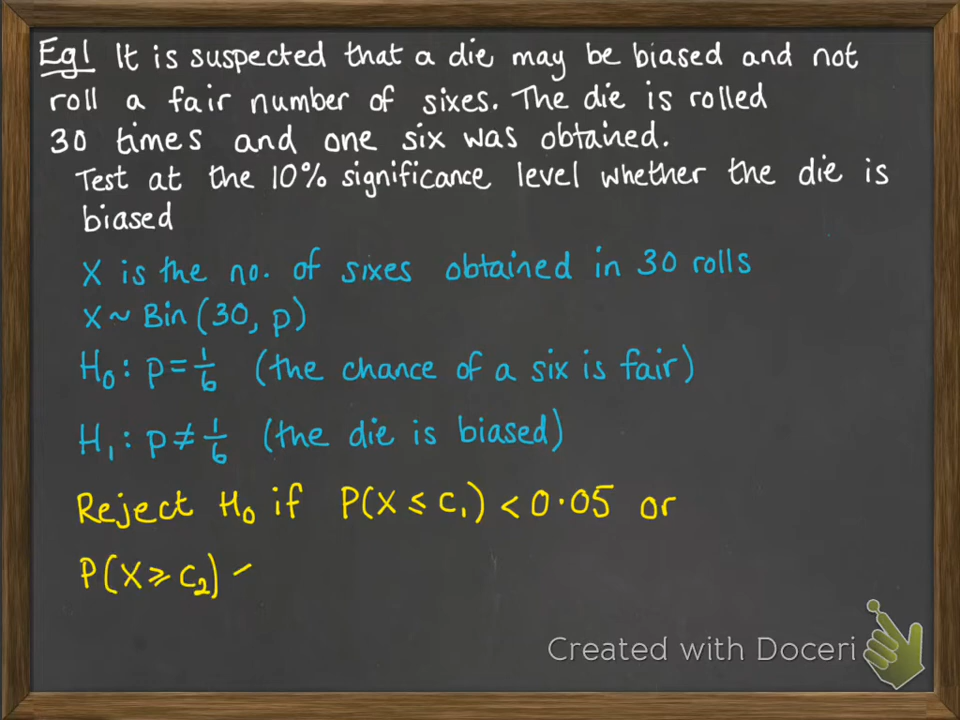 Eg1 It is suspected that a die may be biased and not
roll a fair number of sixes. The die is rolled
30 times and one six was obtained.
Test at the 10% significance level whether the die is
biased
X is the no. of sixes obtained in 30 rolls
X ~ Bin (30, p)
H₀ : p = 1/6 (the chance of a six is fair)
H₁ : p ≠ 1/6 (the die is biased)
Reject H₀ if P(X ≤ c₁) < 0.05 or
P(X ≥ c₂)
Created with Doceri